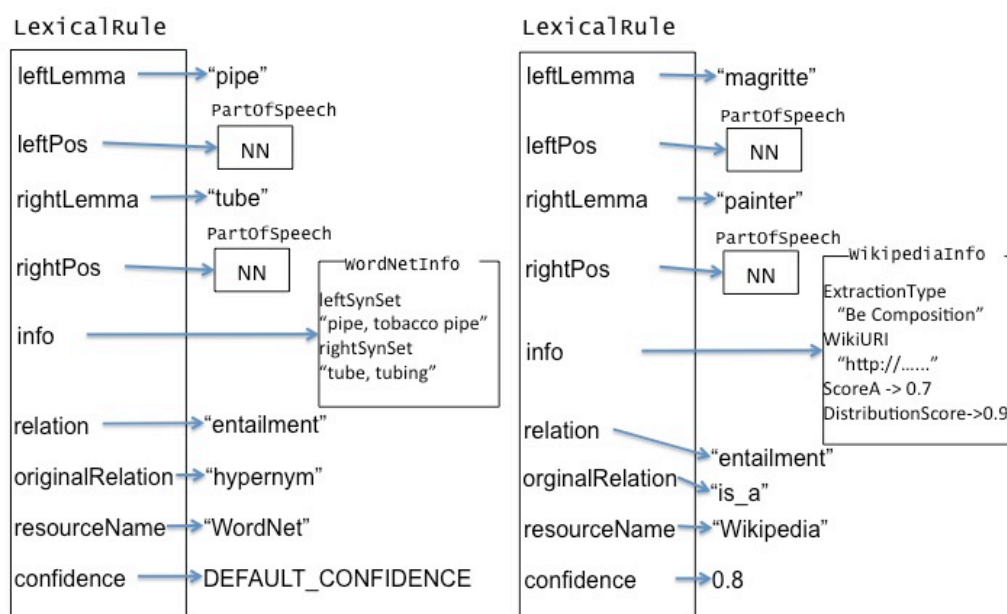 LexicalRule
leftLemma “pipe”
PartOfSpeech
leftPos NN
rightLemma “tube”
PartOfSpeech
rightPos NN
WordNetInfo
leftSynSet
“pipe, tobacco pipe”
rightSynSet
“tube, tubing”
info
relation “entailment”
originalRelation “hypernym”
resourceName “WordNet”
confidence DEFAULT_CONFIDENCE
LexicalRule
leftLemma “magritte”
PartOfSpeech
leftPos NN
rightLemma “painter”
PartOfSpeech
rightPos NN
WikipediaInfo
ExtractionType
“Be Composition”
WikiURI
“http://......”
ScoreA -> 0.7
DistributionScore->0.9
info
relation “entailment”
orginalRelation “is_a”
resourceName “Wikipedia”
confidence 0.8